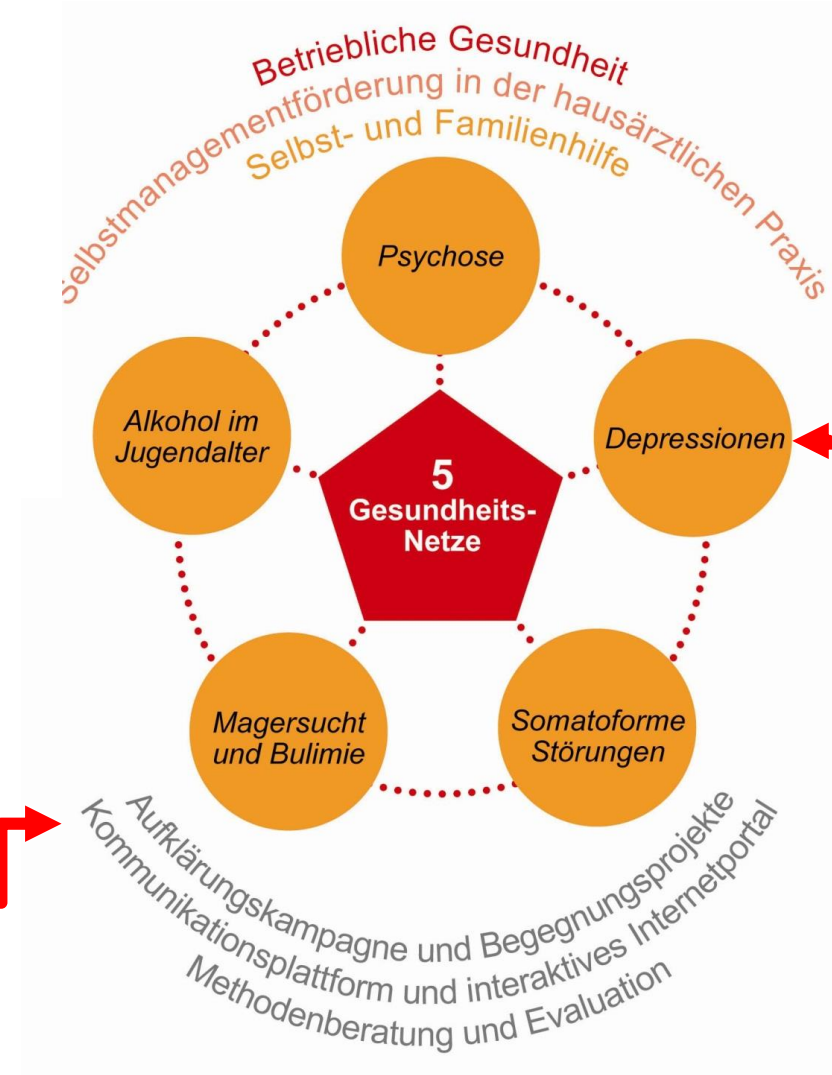 Betriebliche Gesundheit
Selbstmanagementförderung in der hausärztlichen Praxis
Selbst- und Familienhilfe
Psychose
Alkohol im
Jugendalter
Depressionen
5
Gesundheits-
Netze
Magersucht
und Bulimie
Somatoforme
Störungen
Aufklärungskampagne und Begegnungsprojekte
Kommunikationsplattform und interaktives Internetportal
Methodenberatung und Evaluation